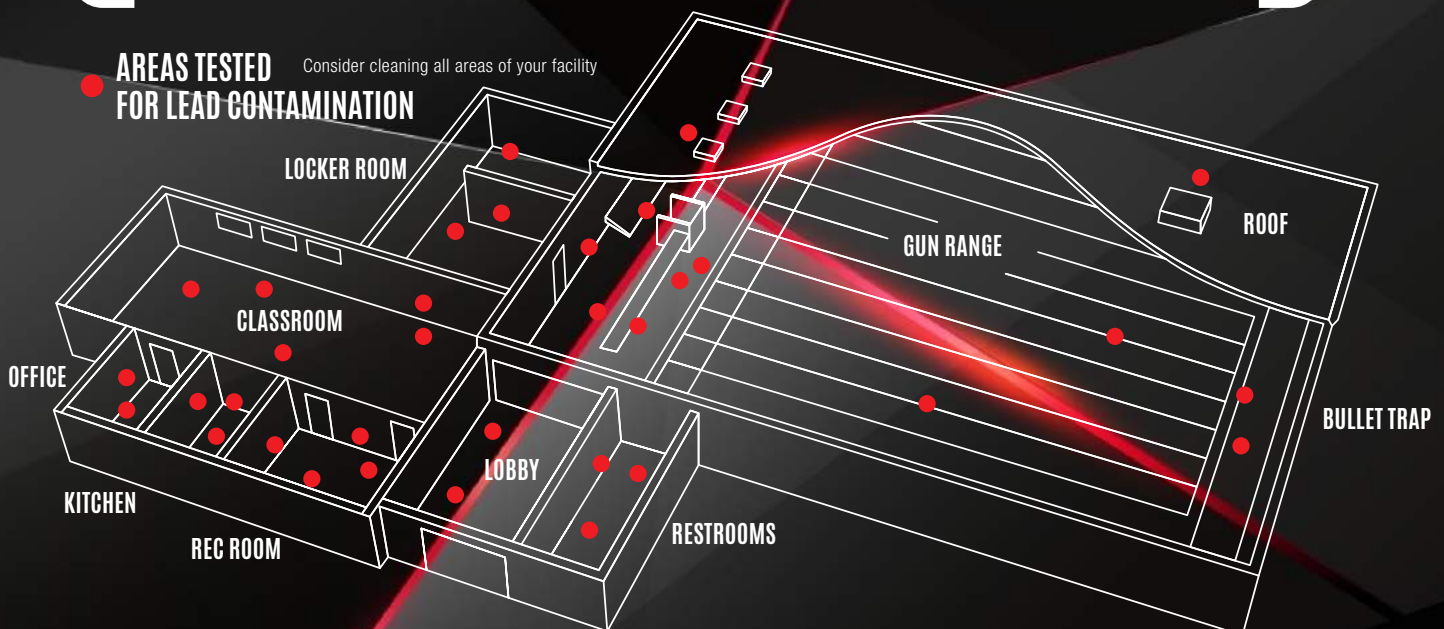 AREAS TESTED
FOR LEAD CONTAMINATION
Consider cleaning all areas of your facility
LOCKER ROOM
ROOF
GUN RANGE
CLASSROOM
OFFICE
BULLET TRAP
LOBBY
KITCHEN
RESTROOMS
REC ROOM